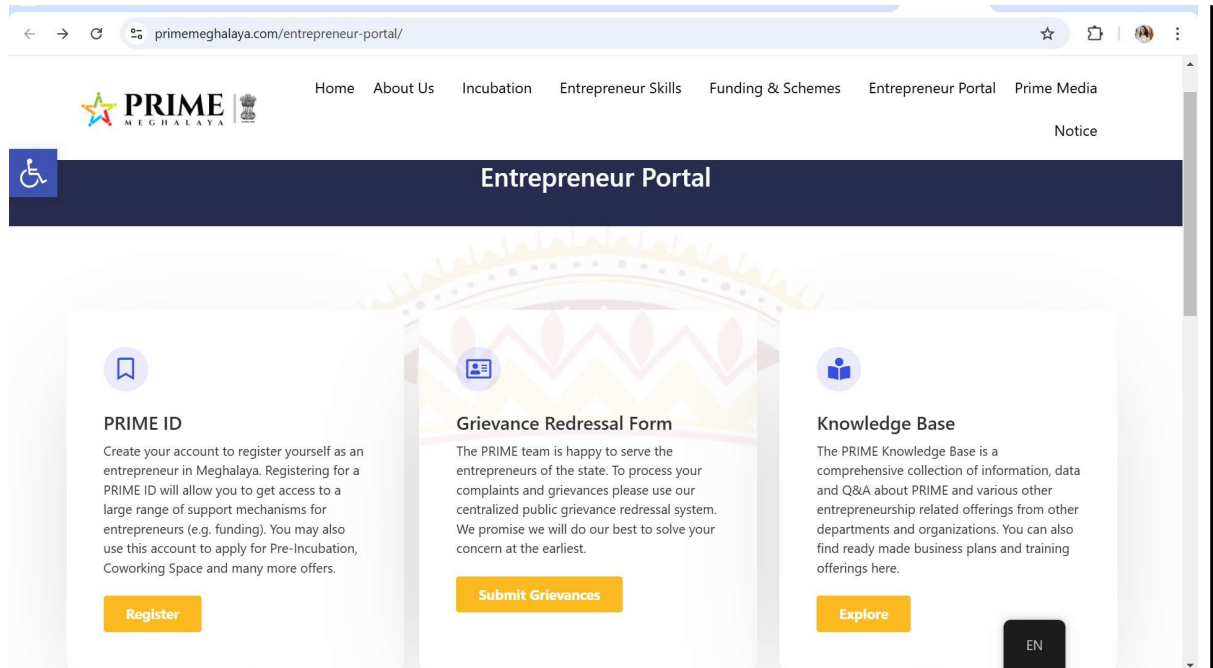 primemeghalaya.com/entrepreneur-portal/
PRIME
MEGHALAYA
Home About Us Incubation Entrepreneur Skills Funding & Schemes Entrepreneur Portal Prime Media
Notice
Entrepreneur Portal
PRIME ID
Create your account to register yourself as an
entrepreneur in Meghalaya. Registering for a
PRIME ID will allow you to get access to a
large range of support mechanisms for
entrepreneurs (e.g. funding). You may also
use this account to apply for Pre-Incubation,
Coworking Space and many more offers.
Register
Grievance Redressal Form
The PRIME team is happy to serve the
entrepreneurs of the state. To process your
complaints and grievances please use our
centralized public grievance redressal system.
We promise we will do our best to solve your
concern at the earliest.
Submit Grievances
Knowledge Base
The PRIME Knowledge Base is a
comprehensive collection of information, data
and Q&A about PRIME and various other
entrepreneurship related offerings from other
departments and organizations. You can also
find ready made business plans and training
offerings here.
Explore
EN